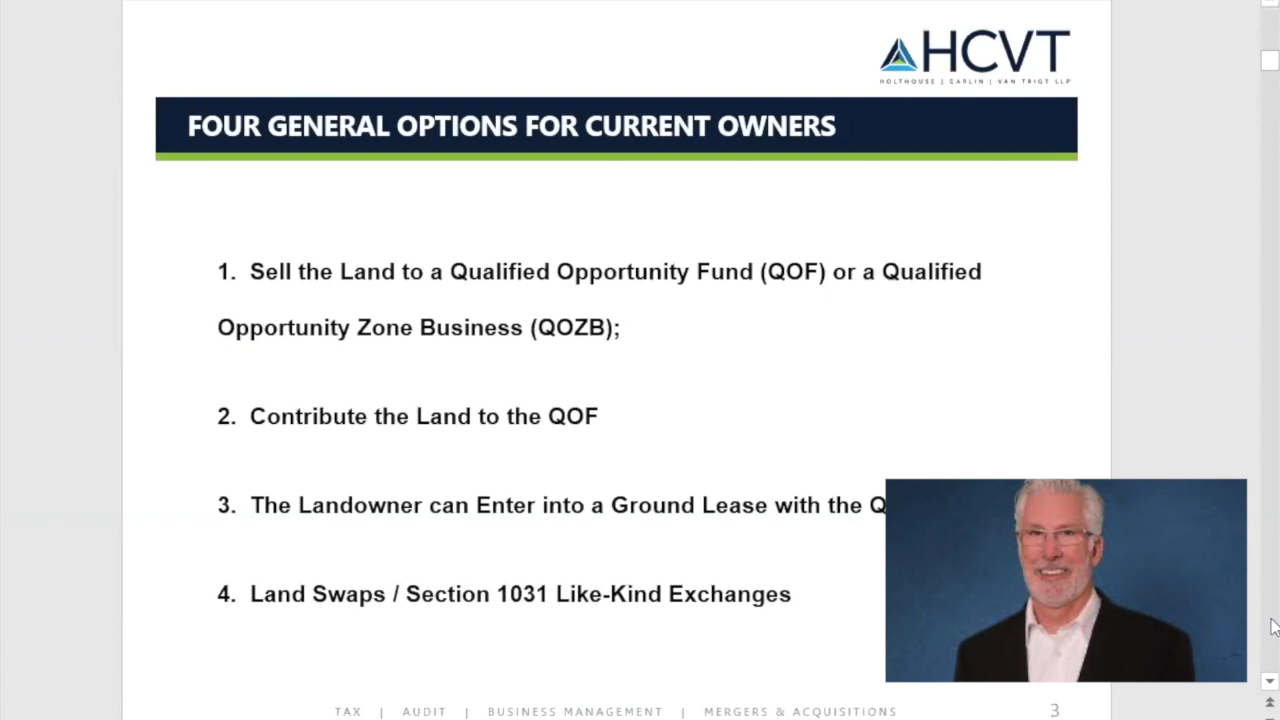 HCVT
HOLTHOUSE | CARLIN | VAN TRIGT LLP
FOUR GENERAL OPTIONS FOR CURRENT OWNERS
1. Sell the Land to a Qualified Opportunity Fund (QOF) or a Qualified
Opportunity Zone Business (QOZB);
2. Contribute the Land to the QOF
3. The Landowner can Enter into a Ground Lease with the
4. Land Swaps / Section 1031 Like-Kind Exchanges
TAX | AUDIT | BUSINESS MANAGEMENT | MERGERS & ACQUISITIONS 3